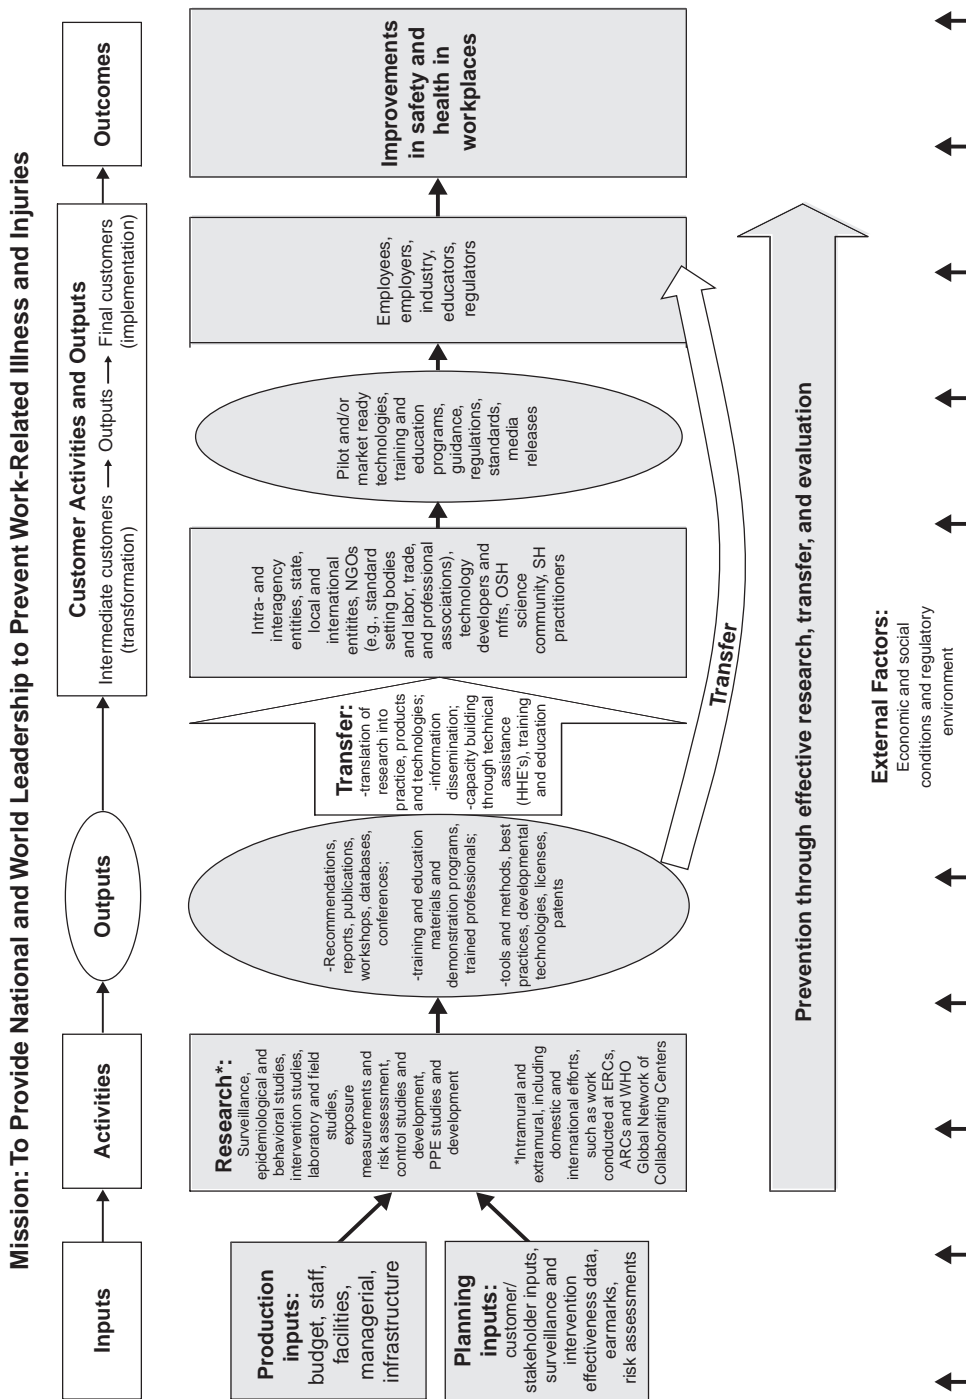 Mission: To Provide National and World Leadership to Prevent Work-Related Illness and Injuries
Inputs
Activities
Outputs
Customer Activities and Outputs
Intermediate customers → Outputs → Final customers
(transformation) (implementation)
Outcomes
Production
inputs:
budget, staff,
facilities,
managerial,
infrastructure
Planning
inputs:
customer/
stakeholder inputs,
surveillance and
intervention
effectiveness data,
earmarks,
risk assessments
Research*:
Surveillance,
epidemiological and
behavioral studies,
intervention studies,
laboratory and field
studies,
exposure
measurements and
risk assessment,
control studies and
development,
PPE studies and
development
*Intramural and
extramural, including
domestic and
international efforts,
such as work
conducted at ERCs,
ARCs and WHO
Global Network of
Collaborating Centers
-Recommendations,
reports, publications,
workshops, databases,
conferences;
-training and education
materials and
demonstration programs,
trained professionals;
-tools and methods, best
practices, developmental
technologies, licenses,
patents
Transfer:
-translation of
research into
practice, products
and technologies;
-information
dissemination;
-capacity building
through technical
assistance
(HHE's), training
and education
Intra- and
interagency
entities, state,
local and
international
entitites, NGOs
(e.g., standard
setting bodies
and labor, trade,
and professional
associations),
technology
developers and
mfrs, OSH
science
community, SH
practitioners
Pilot and/or
market ready
technologies,
training and
education
programs,
guidance,
regulations,
standards,
media
releases
Employees,
employers,
industry,
educators,
regulators
Improvements
in safety and
health in
workplaces
Transfer
Prevention through effective research, transfer, and evaluation
External Factors:
Economic and social
conditions and regulatory
environment